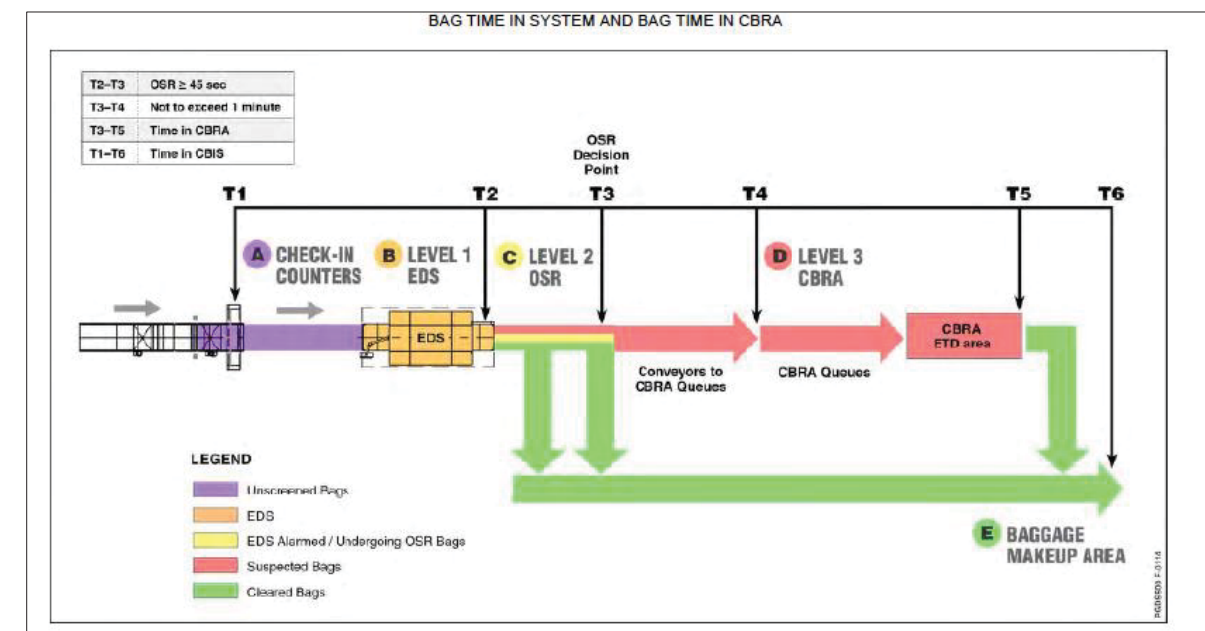 BAG TIME IN SYSTEM AND BAG TIME IN CBRA
T2–T3 OSR ≥ 45 sec
T3–T4 Not to exceed 1 minute
T3–T5 Time in CBRA
T1–T6 Time in CBIS
OSR
Decision
Point
T1 T2 T3 T4 T5 T6
A CHECK-IN
COUNTERS
B LEVEL 1
EDS
C LEVEL 2
OSR
D LEVEL 3
CBRA
EDS
CBRA
ETD area
Conveyors to
CBRA Queues
CBRA Queues
LEGEND
Unscreened Bags
EDS
EDS Alarmed / Undergoing OSR Bags
Suspected Bags
Cleared Bags
E BAGGAGE
MAKEUP AREA